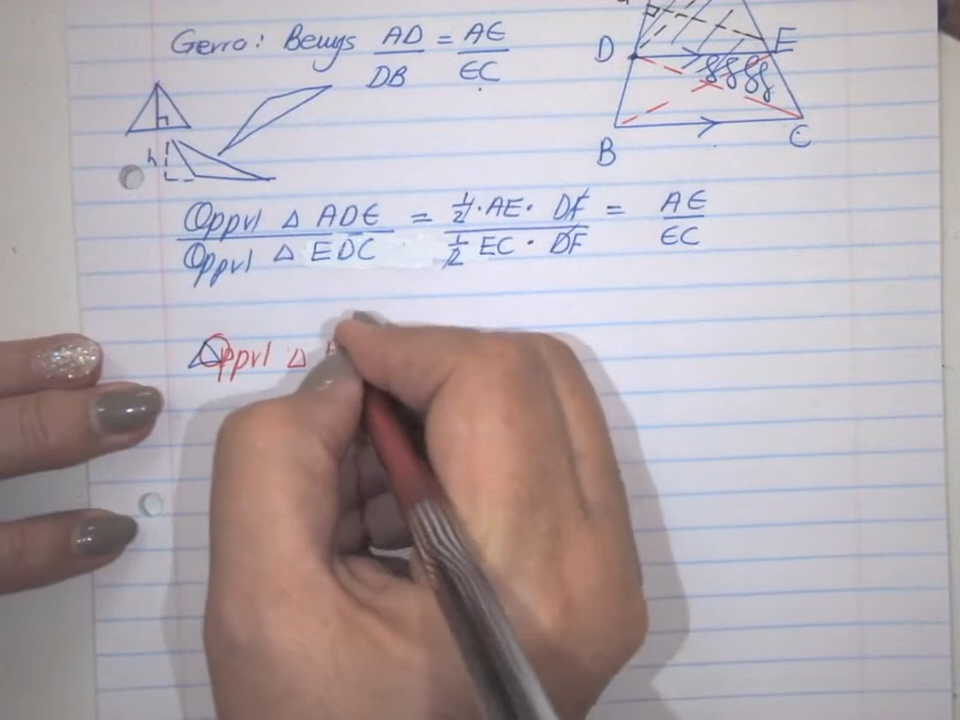 Gevra: Bewys AD/DB = AE/EC
D
E
B
C
h
h
Oppvl △ ADE / Oppvl △ EDC = ½·AE·DF / ½ EC·DF = AE / EC
Oppvl △